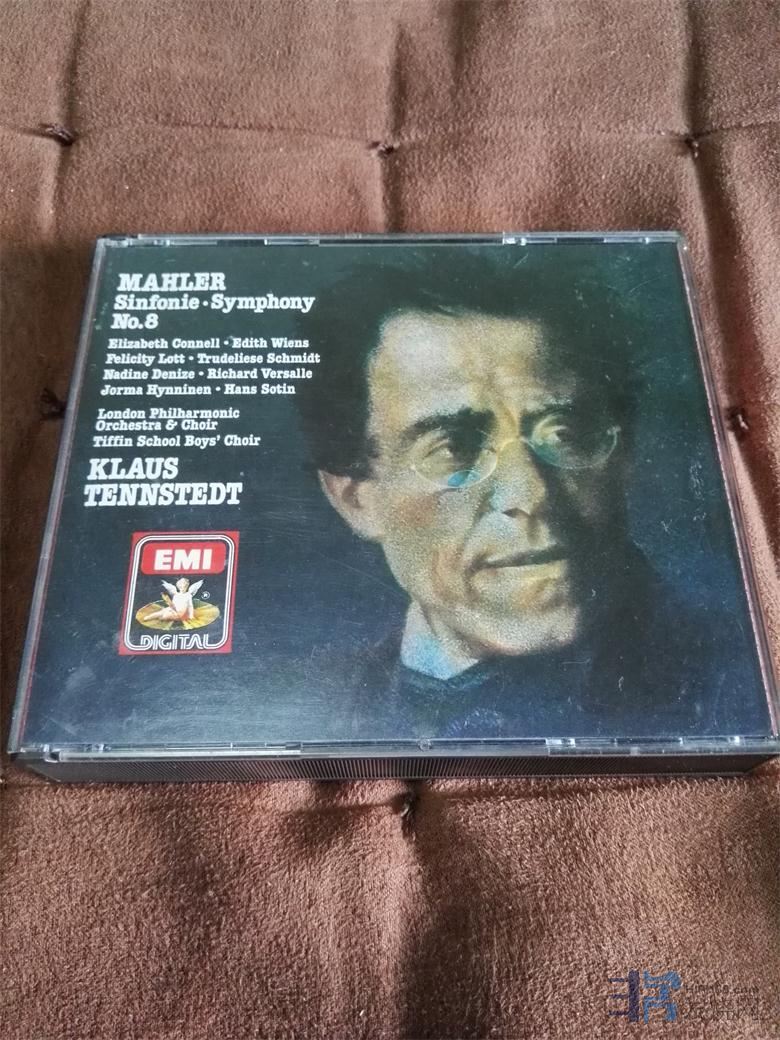 MAHLER
Sinfonie · Symphony
No. 8
Elizabeth Connell · Edith Wiens
Felicity Lott · Trudeliese Schmidt
Nadine Denize · Richard Versalle
Jorma Hynninen · Hans Sotin
London Philharmonic
Orchestra & Choir
Tiffin School Boys' Choir
KLAUS
TENNSTEDT
EMI
®
DIGITAL